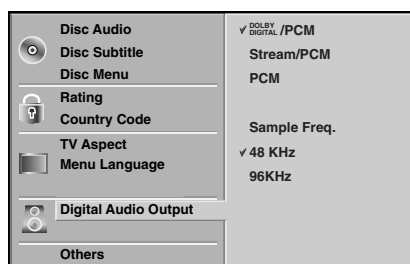 Disc Audio
Disc Subtitle
Disc Menu
Rating
Country Code
TV Aspect
Menu Language
Digital Audio Output
Others
✓ DOLBY DIGITAL /PCM
Stream/PCM
PCM
Sample Freq.
✓ 48 KHz
96KHz